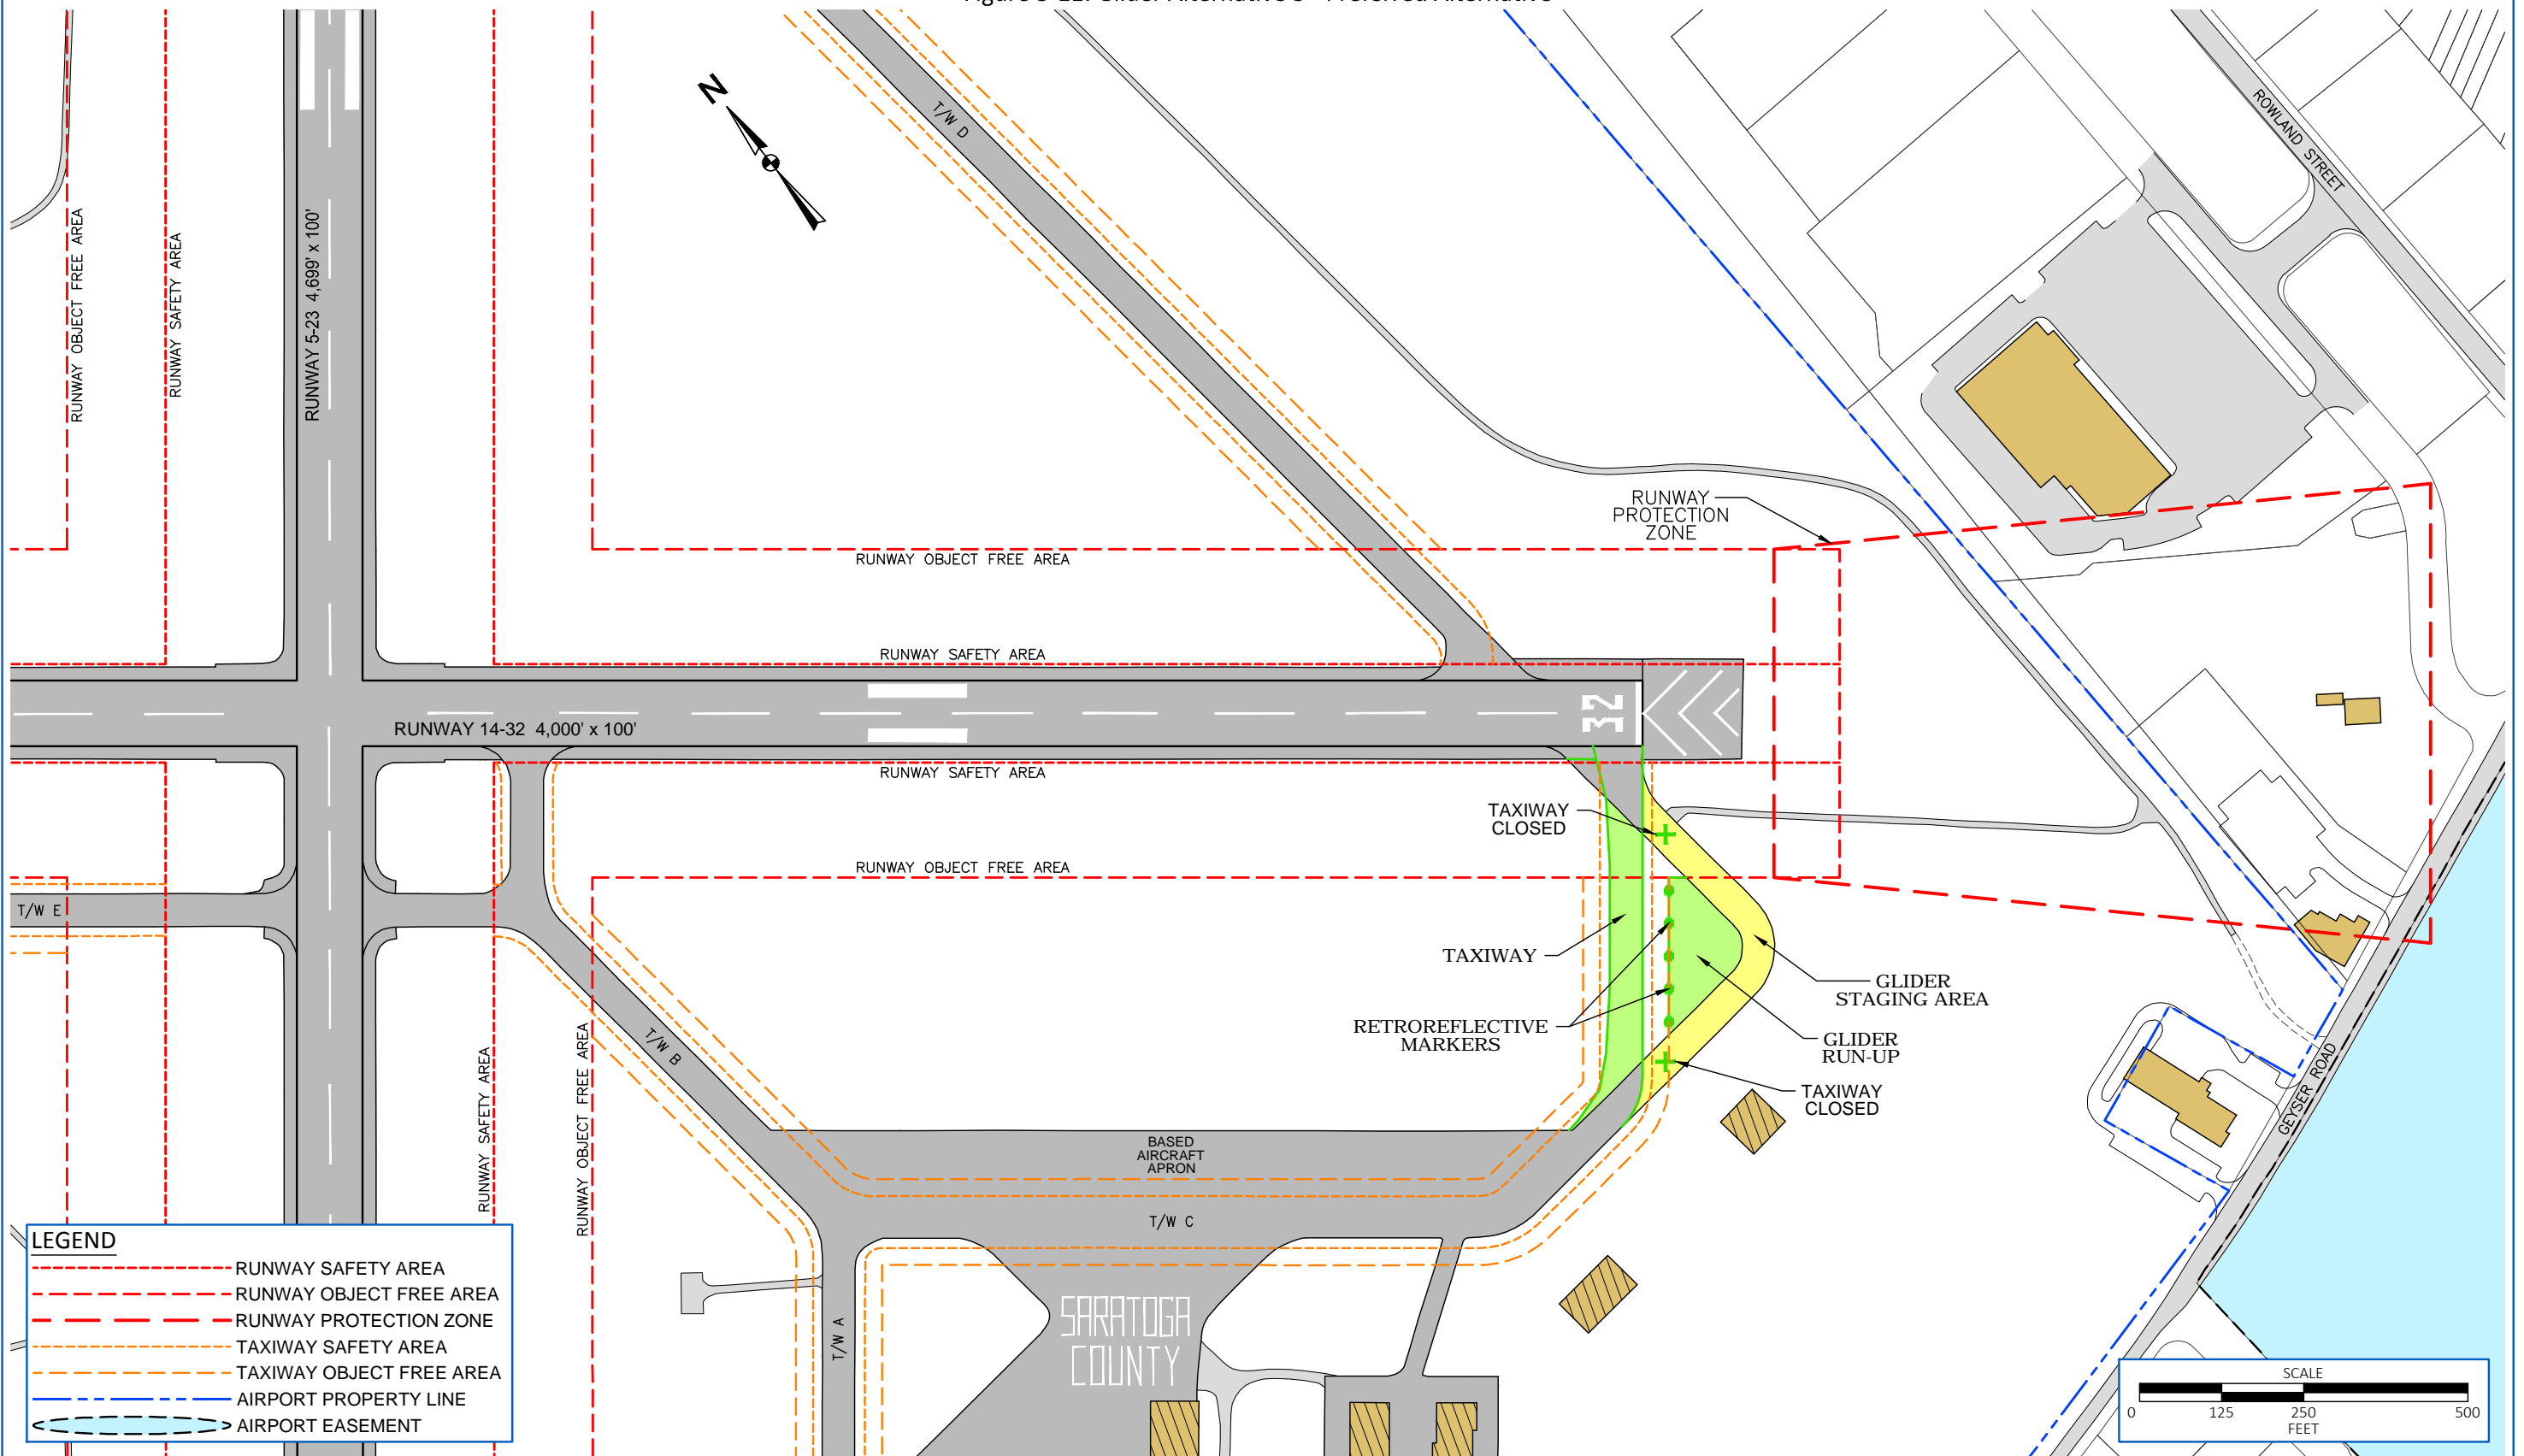 N
T/W D
ROWLAND STREET
RUNWAY OBJECT FREE AREA
RUNWAY SAFETY AREA
RUNWAY 5-23 4,699' x 100'
RUNWAY
PROTECTION
ZONE
RUNWAY OBJECT FREE AREA
RUNWAY SAFETY AREA
RUNWAY 14-32 4,000' x 100'
32
RUNWAY SAFETY AREA
TAXIWAY
CLOSED
RUNWAY OBJECT FREE AREA
T/W E
TAXIWAY
GLIDER
STAGING AREA
RETROREFLECTIVE
MARKERS
GLIDER
RUN-UP
TAXIWAY
CLOSED
T/W B
RUNWAY SAFETY AREA
RUNWAY OBJECT FREE AREA
GEYSER ROAD
BASED
AIRCRAFT
APRON
T/W C
T/W A
SARATOGA
COUNTY
LEGEND
RUNWAY SAFETY AREA
RUNWAY OBJECT FREE AREA
RUNWAY PROTECTION ZONE
TAXIWAY SAFETY AREA
TAXIWAY OBJECT FREE AREA
AIRPORT PROPERTY LINE
AIRPORT EASEMENT
SCALE
0 125 250 500
FEET